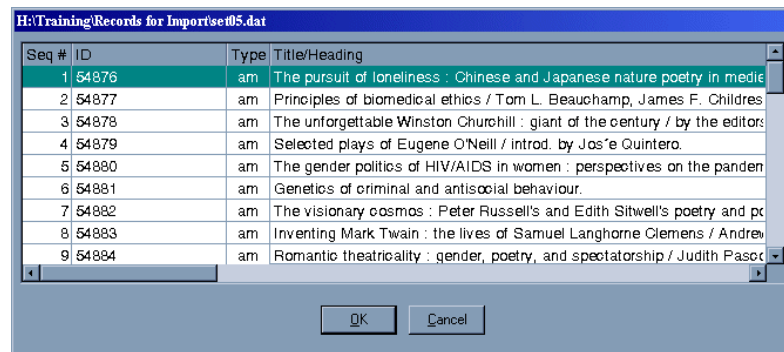 H:\Training\Records for Import\set05.dat
Seq # ID Type Title/Heading
1 54876 am The pursuit of loneliness : Chinese and Japanese nature poetry in medie
2 54877 am Principles of biomedical ethics / Tom L. Beauchamp, James F. Childres
3 54878 am The unforgettable Winston Churchill : giant of the century / by the editors
4 54879 am Selected plays of Eugene O'Neill / introd. by Jos´e Quintero.
5 54880 am The gender politics of HIV/AIDS in women : perspectives on the pandem
6 54881 am Genetics of criminal and antisocial behaviour.
7 54882 am The visionary cosmos : Peter Russell's and Edith Sitwell's poetry and po
8 54883 am Inventing Mark Twain : the lives of Samuel Langhorne Clemens / Andrew
9 54884 am Romantic theatricality : gender, poetry, and spectatorship / Judith Pasco
OK Cancel